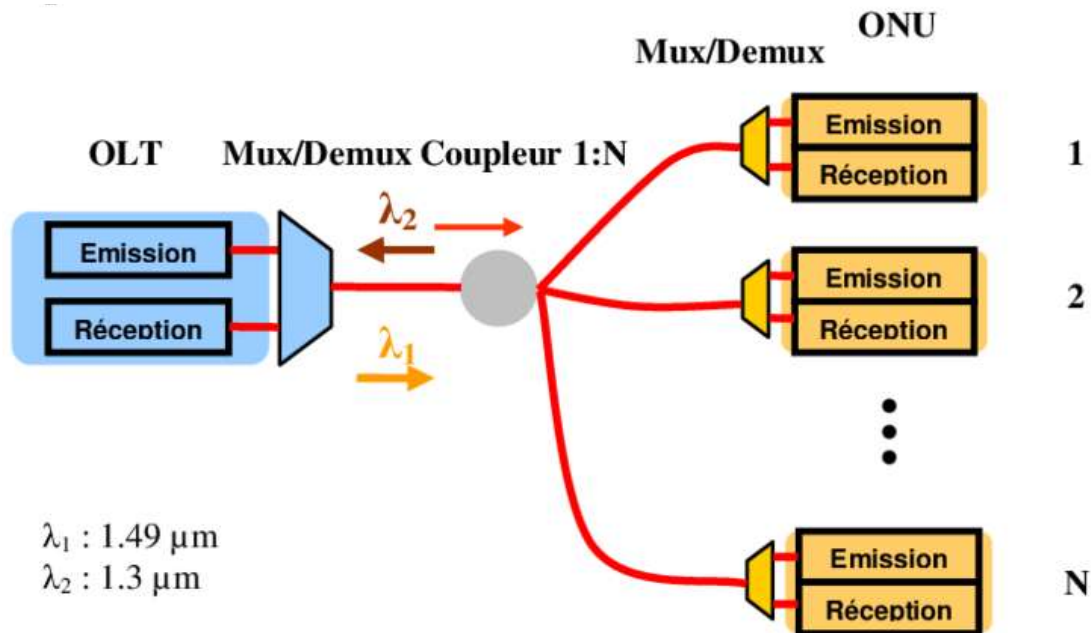 ONU
Mux/Demux
OLT
Mux/Demux Coupleur 1:N
Emission
Réception
1
λ2
Emission
Réception
λ1
Emission
Réception
2
λ1 : 1.49 µm
λ2 : 1.3 µm
Emission
Réception
N